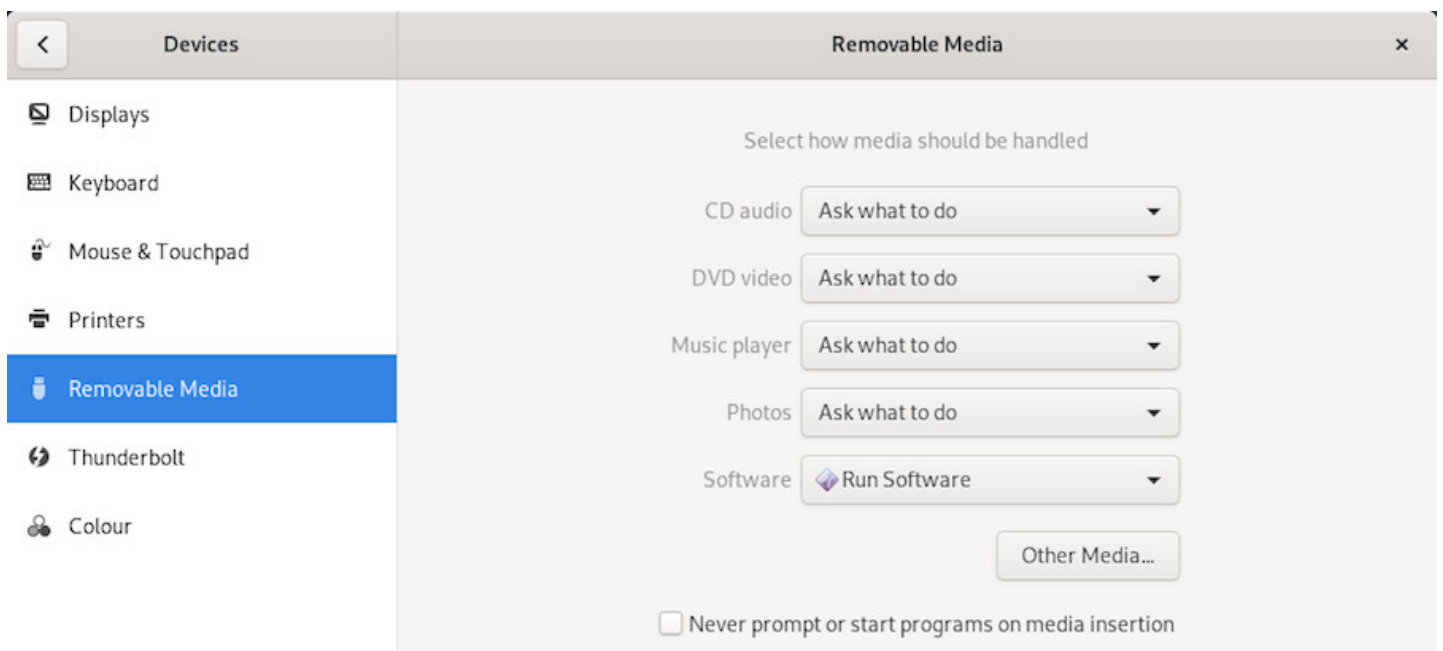 Devices
Removable Media
Displays
Keyboard
Mouse & Touchpad
Printers
Removable Media
Thunderbolt
Colour
Select how media should be handled
CD audio Ask what to do
DVD video Ask what to do
Music player Ask what to do
Photos Ask what to do
Software Run Software
Other Media...
Never prompt or start programs on media insertion